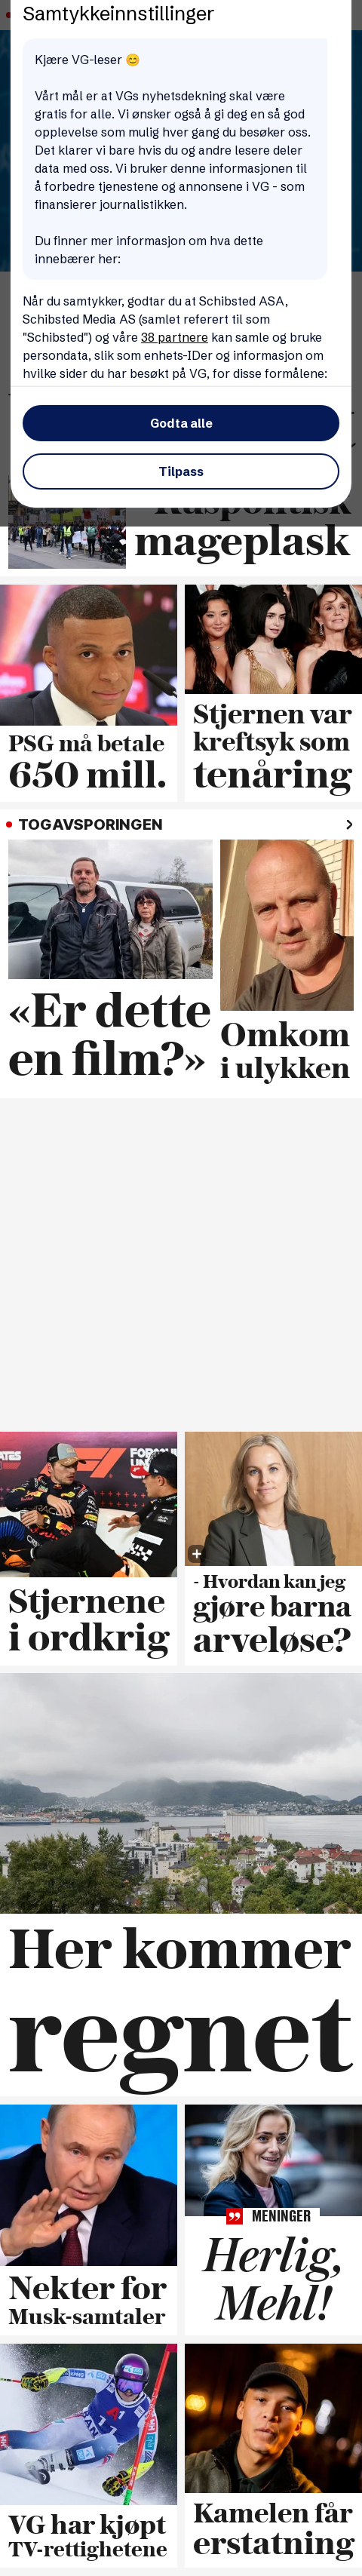 Samtykkeinnstillinger
Kjære VG-leser 😊
Vårt mål er at VGs nyhetsdekning skal være
gratis for alle. Vi ønsker også å gi deg en så god
opplevelse som mulig hver gang du besøker oss.
Det klarer vi bare hvis du og andre lesere deler
data med oss. Vi bruker denne informasjonen til
å forbedre tjenestene og annonsene i VG - som
finansierer journalistikken.
Du finner mer informasjon om hva dette
innebærer her:
Når du samtykker, godtar du at Schibsted ASA,
Schibsted Media AS (samlet referert til som
"Schibsted") og våre 38 partnere kan samle og bruke
persondata, slik som enhets-IDer og informasjon om
hvilke sider du har besøkt på VG, for disse formålene:
Godta alle
Tilpass
mageplask
PSG må betale
650 mill.
Stjernen var
kreftsyk som
tenåring
TOGAVSPORINGEN
«Er dette
en film?»
Omkom
i ulykken
Stjernene
i ordkrig
- Hvordan kan jeg
gjøre barna
arveløse?
Her kommer
regnet
Nekter for
Musk-samtaler
MENINGER
Herlig,
Mehl!
VG har kjøpt
TV-rettighetene
Kamelen får
erstatning